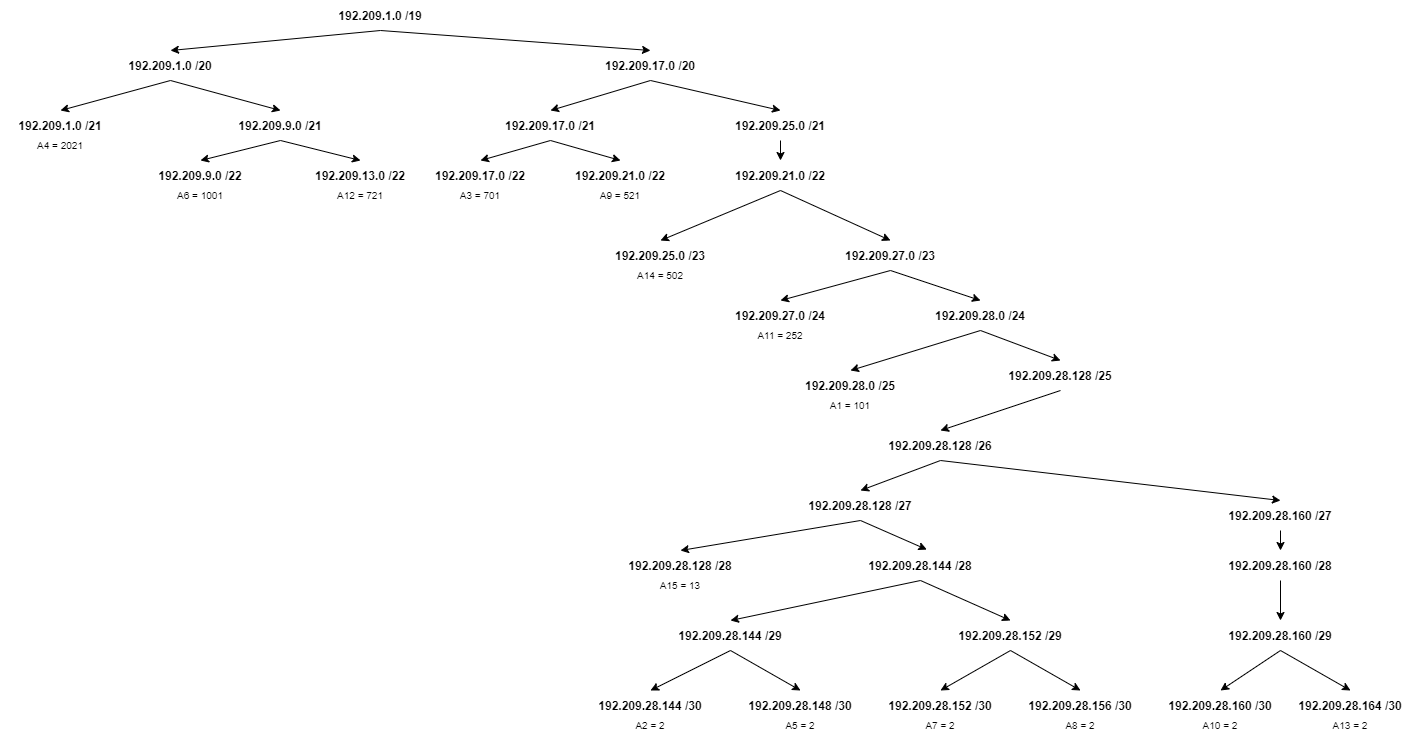 192.209.1.0 /19
192.209.1.0 /20
192.209.17.0 /20
192.209.1.0 /21
A4 = 2021
192.209.9.0 /21
192.209.17.0 /21
192.209.25.0 /21
192.209.9.0 /22
A6 = 1001
192.209.13.0 /22
A12 = 721
192.209.17.0 /22
A3 = 701
192.209.21.0 /22
A9 = 521
192.209.21.0 /22
192.209.25.0 /23
A14 = 502
192.209.27.0 /23
192.209.27.0 /24
A11 = 252
192.209.28.0 /24
192.209.28.0 /25
A1 = 101
192.209.28.128 /25
192.209.28.128 /26
192.209.28.128 /27
192.209.28.160 /27
192.209.28.128 /28
A15 = 13
192.209.28.144 /28
192.209.28.160 /28
192.209.28.144 /29
192.209.28.152 /29
192.209.28.160 /29
192.209.28.144 /30
A2 = 2
192.209.28.148 /30
A5 = 2
192.209.28.152 /30
A7 = 2
192.209.28.156 /30
A8 = 2
192.209.28.160 /30
A10 = 2
192.209.28.164 /30
A13 = 2